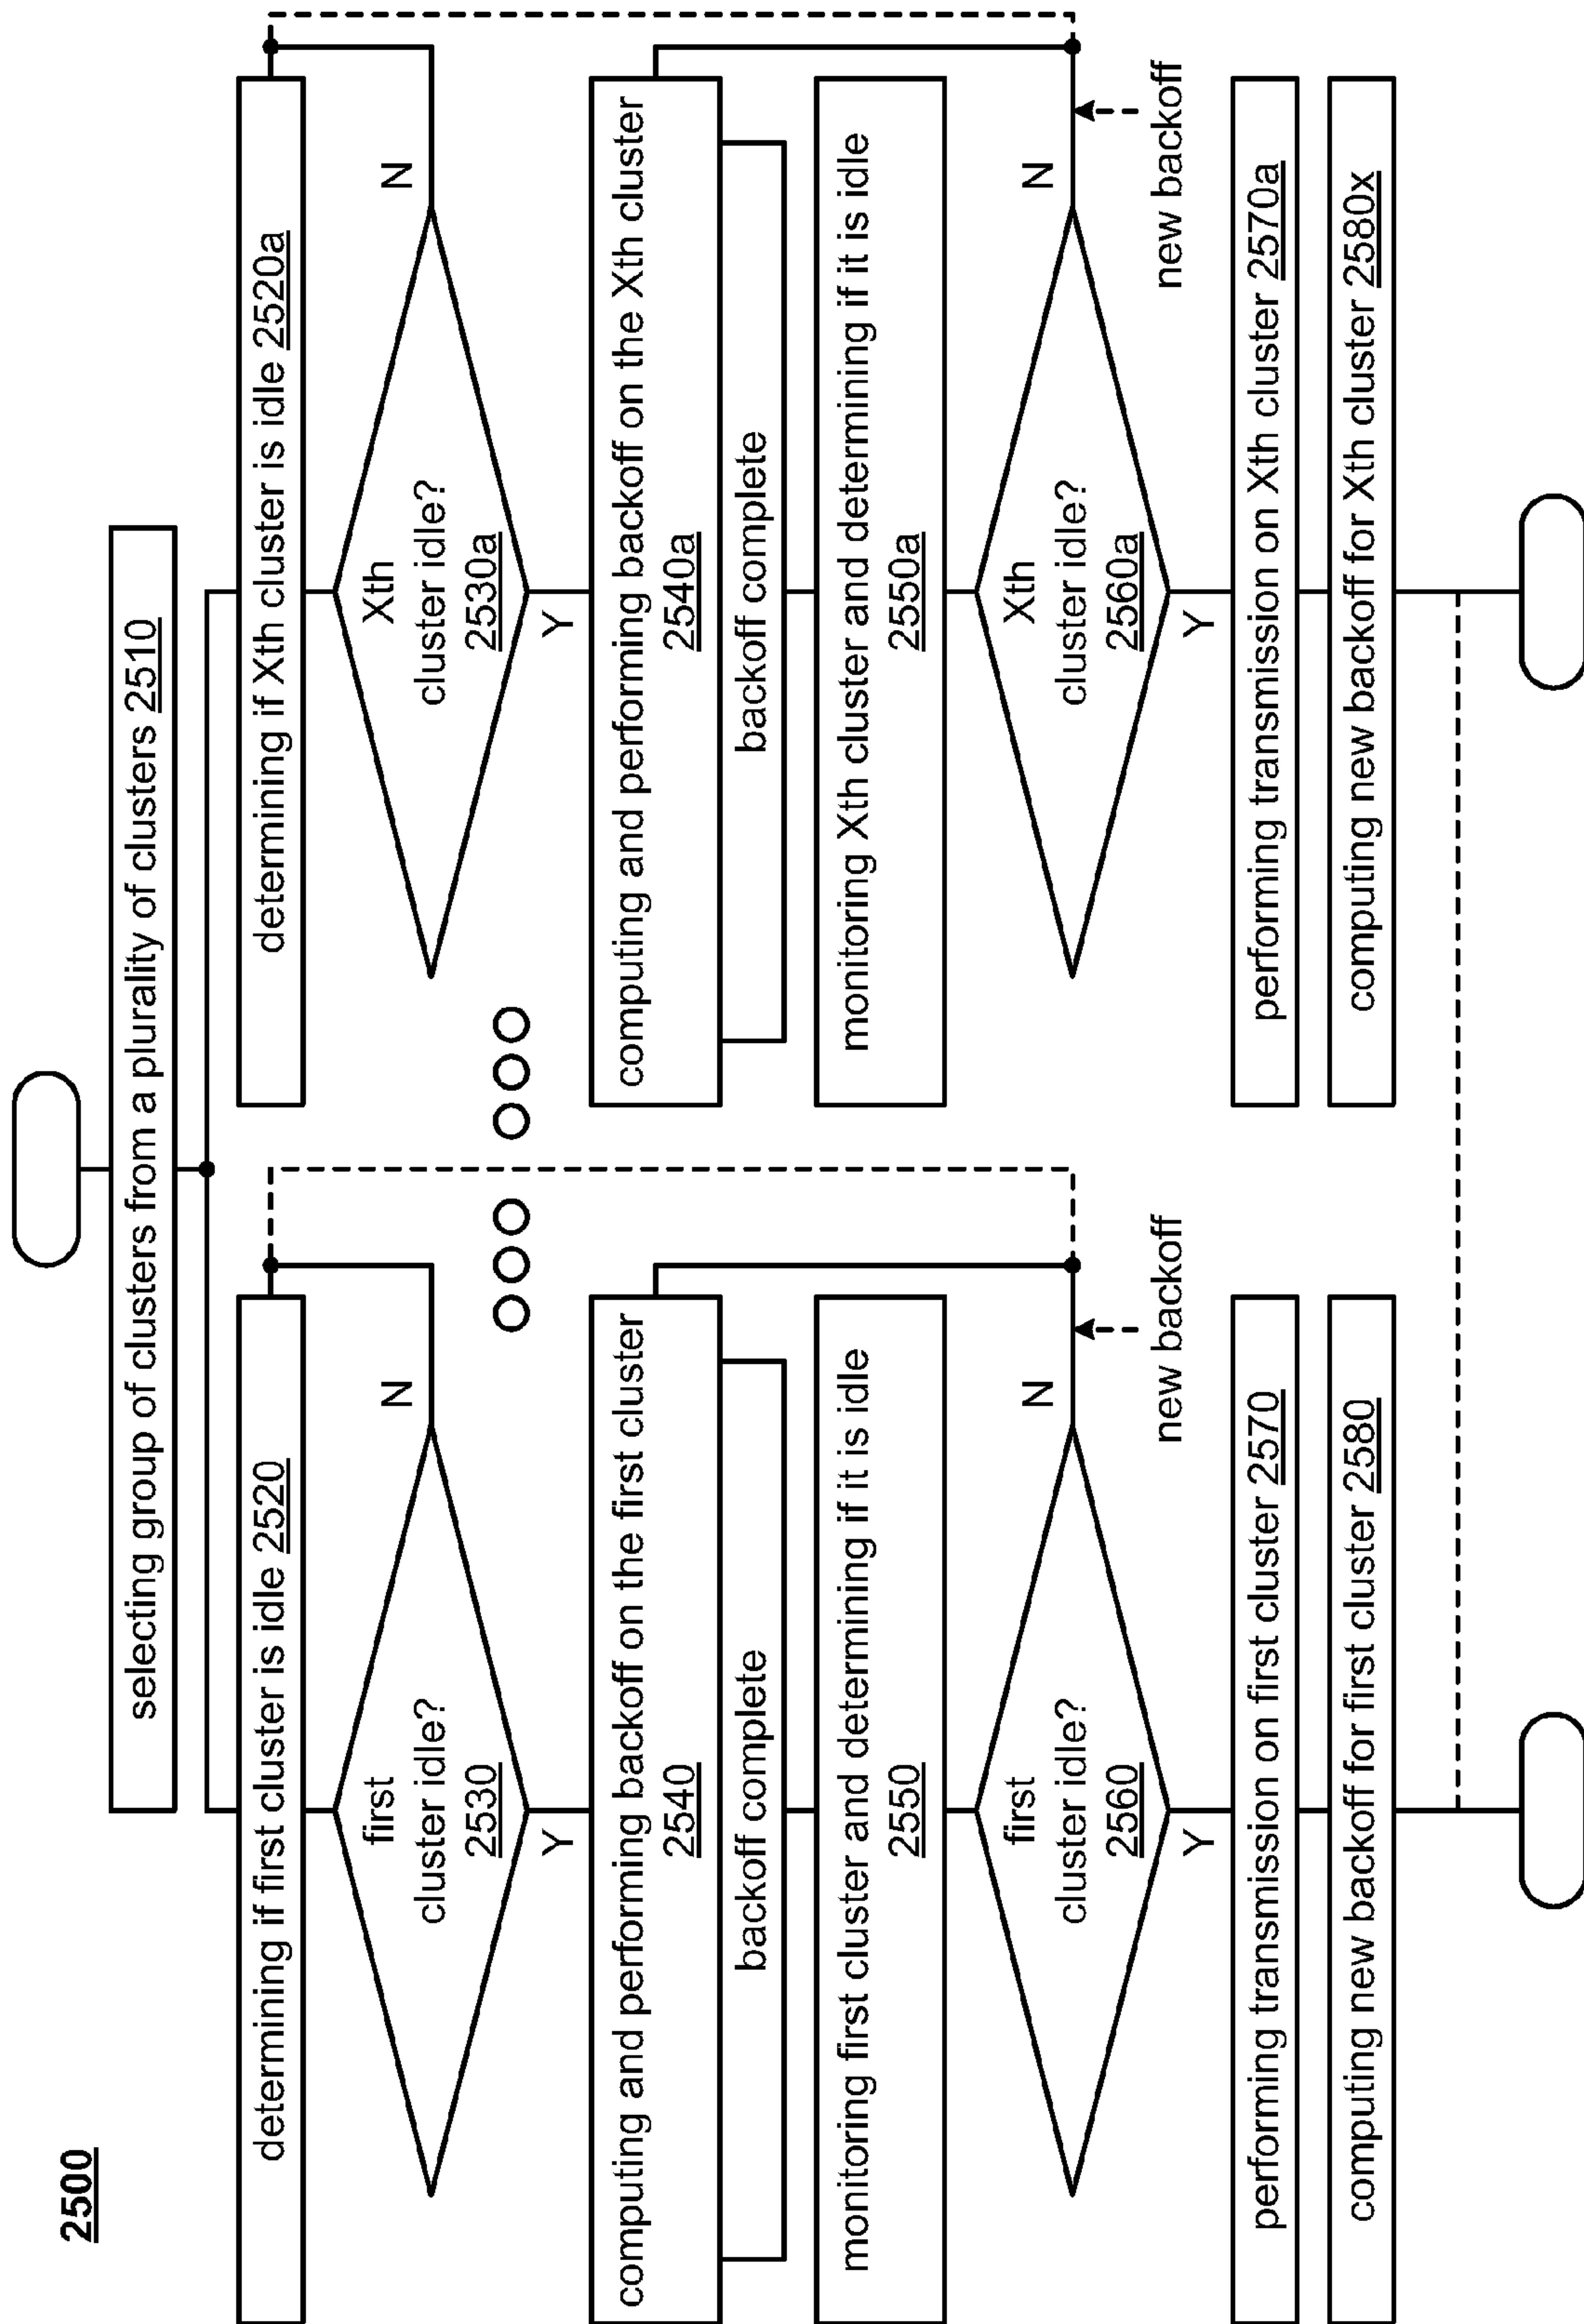 2500
selecting group of clusters from a plurality of clusters 2510
determining if first cluster is idle 2520
first
cluster idle?
2530
N
Y
computing and performing backoff on the first cluster
2540
backoff complete
monitoring first cluster and determining if it is idle
2550
first
cluster idle?
2560
N
new backoff
Y
performing transmission on first cluster 2570
computing new backoff for first cluster 2580
determining if Xth cluster is idle 2520a
Xth
cluster idle?
2530a
N
Y
computing and performing backoff on the Xth cluster
2540a
backoff complete
monitoring Xth cluster and determining if it is idle
2550a
Xth
cluster idle?
2560a
N
new backoff
Y
performing transmission on Xth cluster 2570a
computing new backoff for Xth cluster 2580x